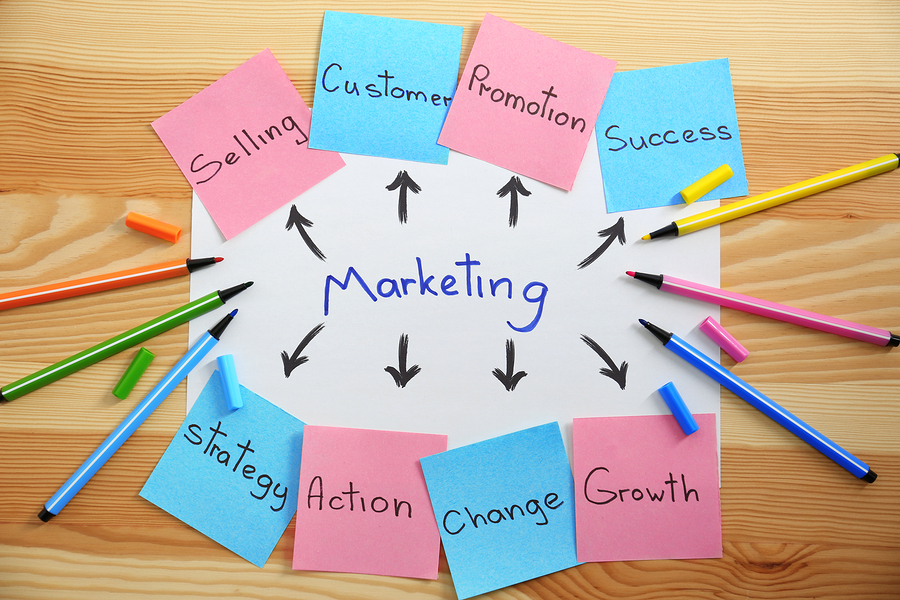 Selling
Customer
Promotion
Success
Marketing
strategy
Action
Change
Growth